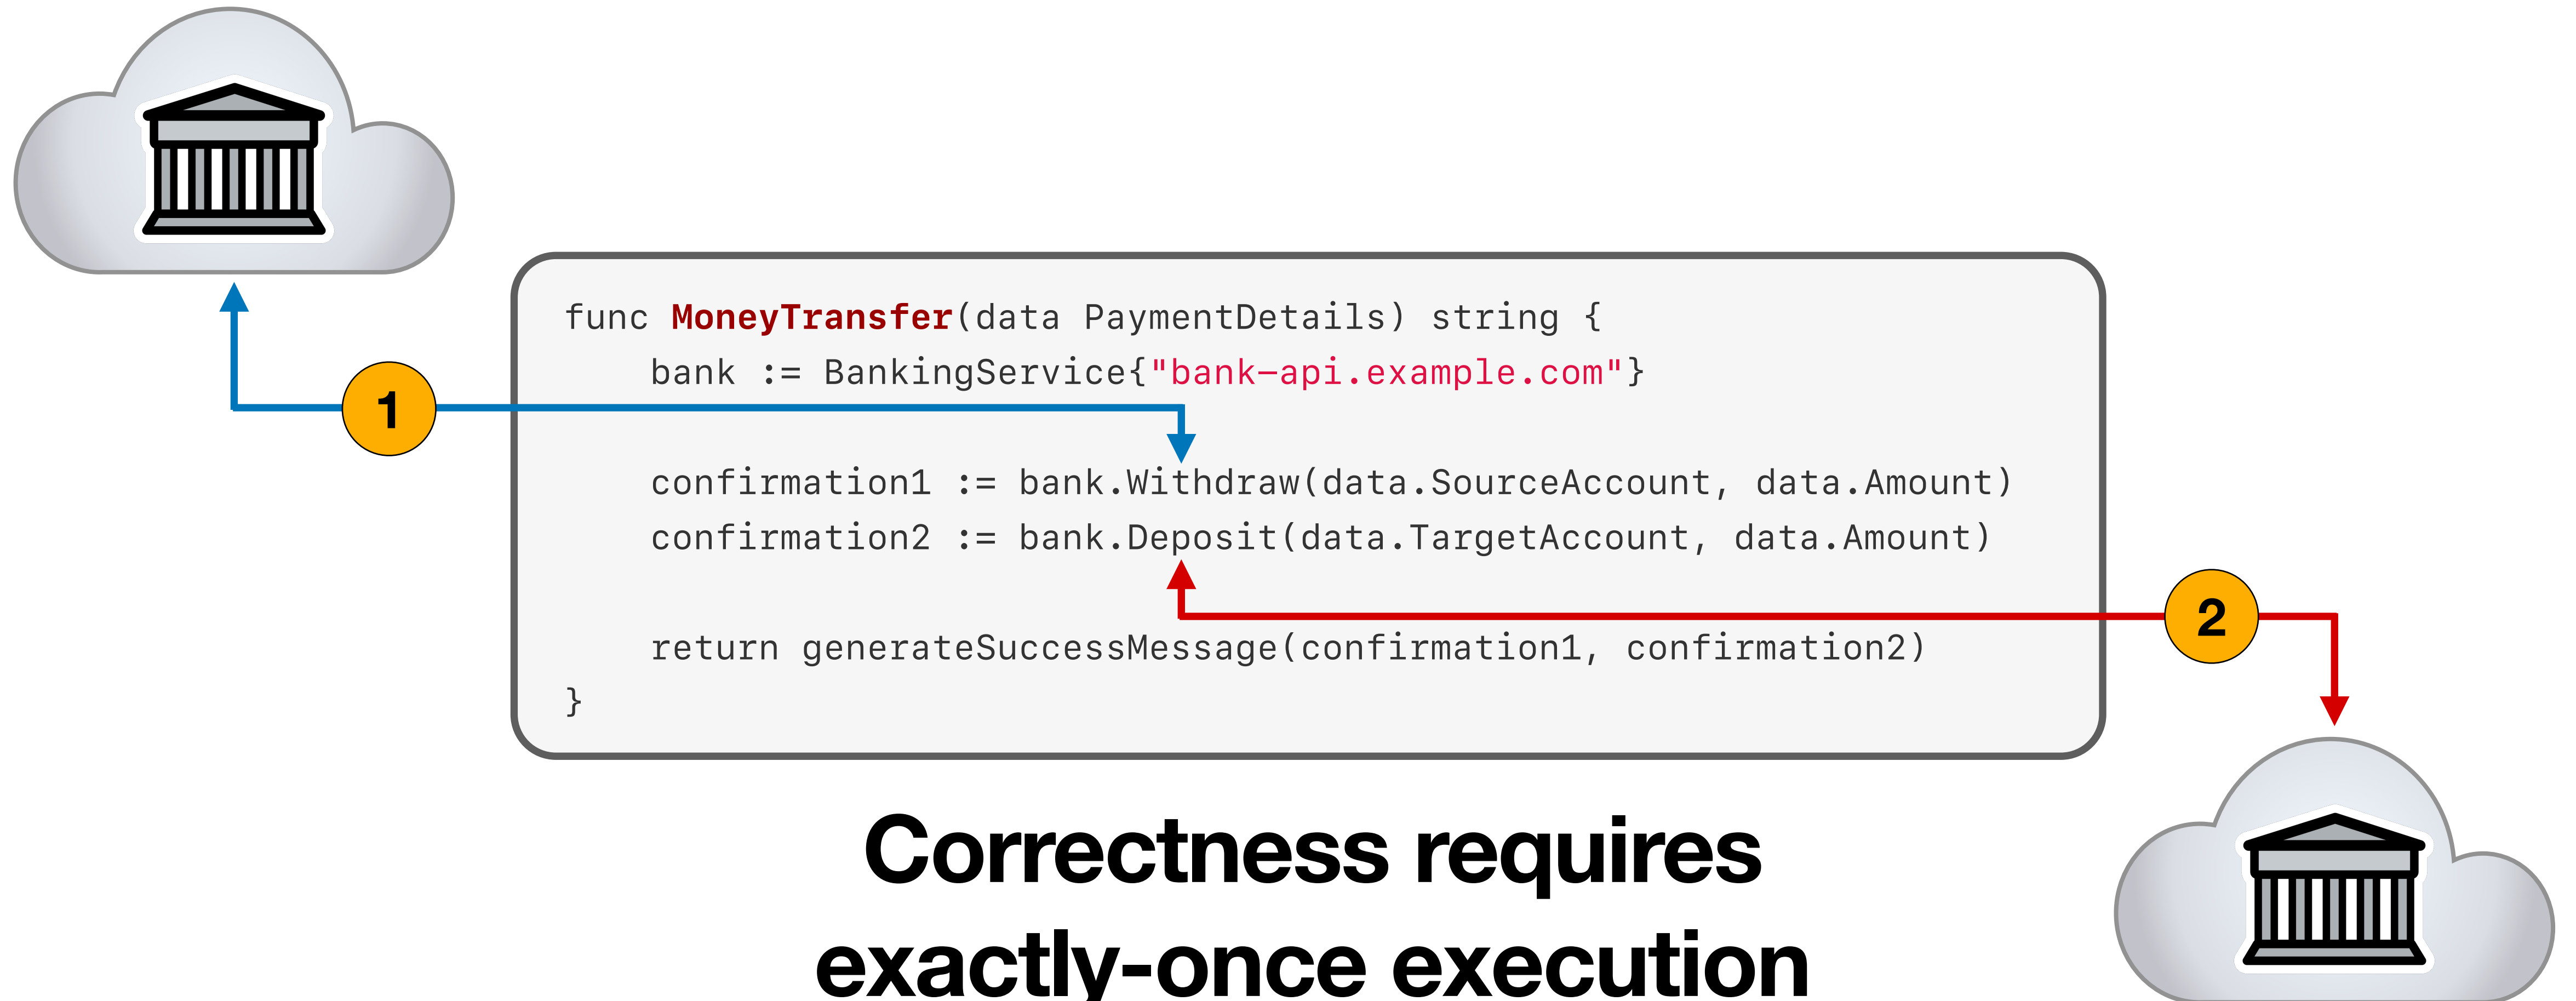 func MoneyTransfer(data PaymentDetails) string {
bank := BankingService{"bank-api.example.com"}
1
confirmation1 := bank.Withdraw(data.SourceAccount, data.Amount)
confirmation2 := bank.Deposit(data.TargetAccount, data.Amount)
2
return generateSuccessMessage(confirmation1, confirmation2)
}
Correctness requires
exactly-once execution